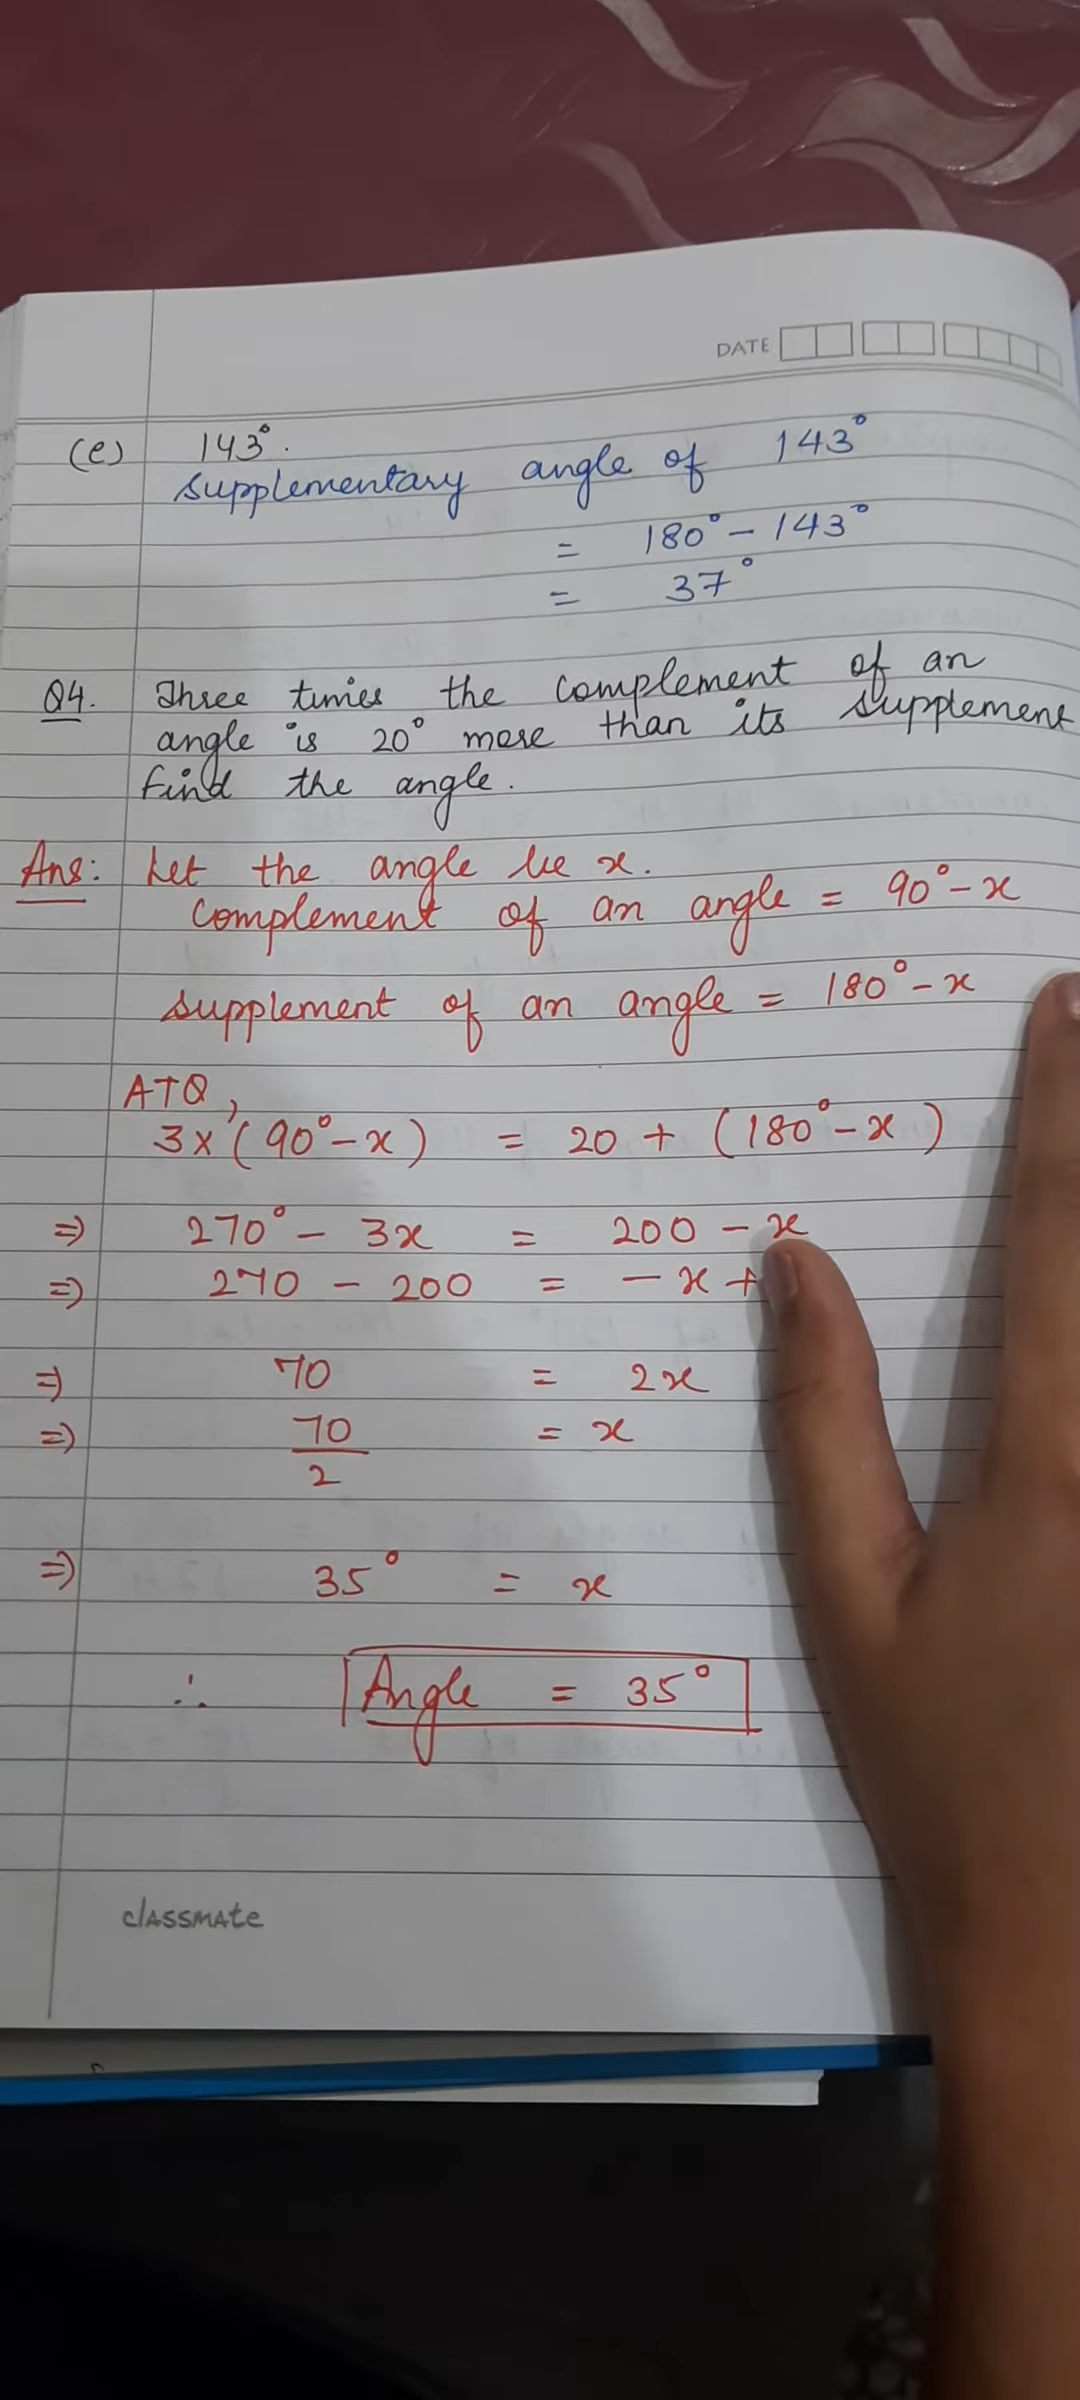 DATE
(e) 143°.
supplementary angle of 143°
= 180° - 143°
= 37°
Q4. Three times the complement of an
angle is 20° more than its supplement
find the angle.
Ans: Let the angle be x.
complement of an angle = 90° - x
supplement of an angle = 180° - x
ATQ,
3x (90° - x) = 20 + (180° - x)
⇒ 270° - 3x = 200 - x
⇒ 270 - 200 = - x +
⇒ 70 = 2x
⇒ 70/2 = x
⇒ 35° = x
∴ Angle = 35°
classmate